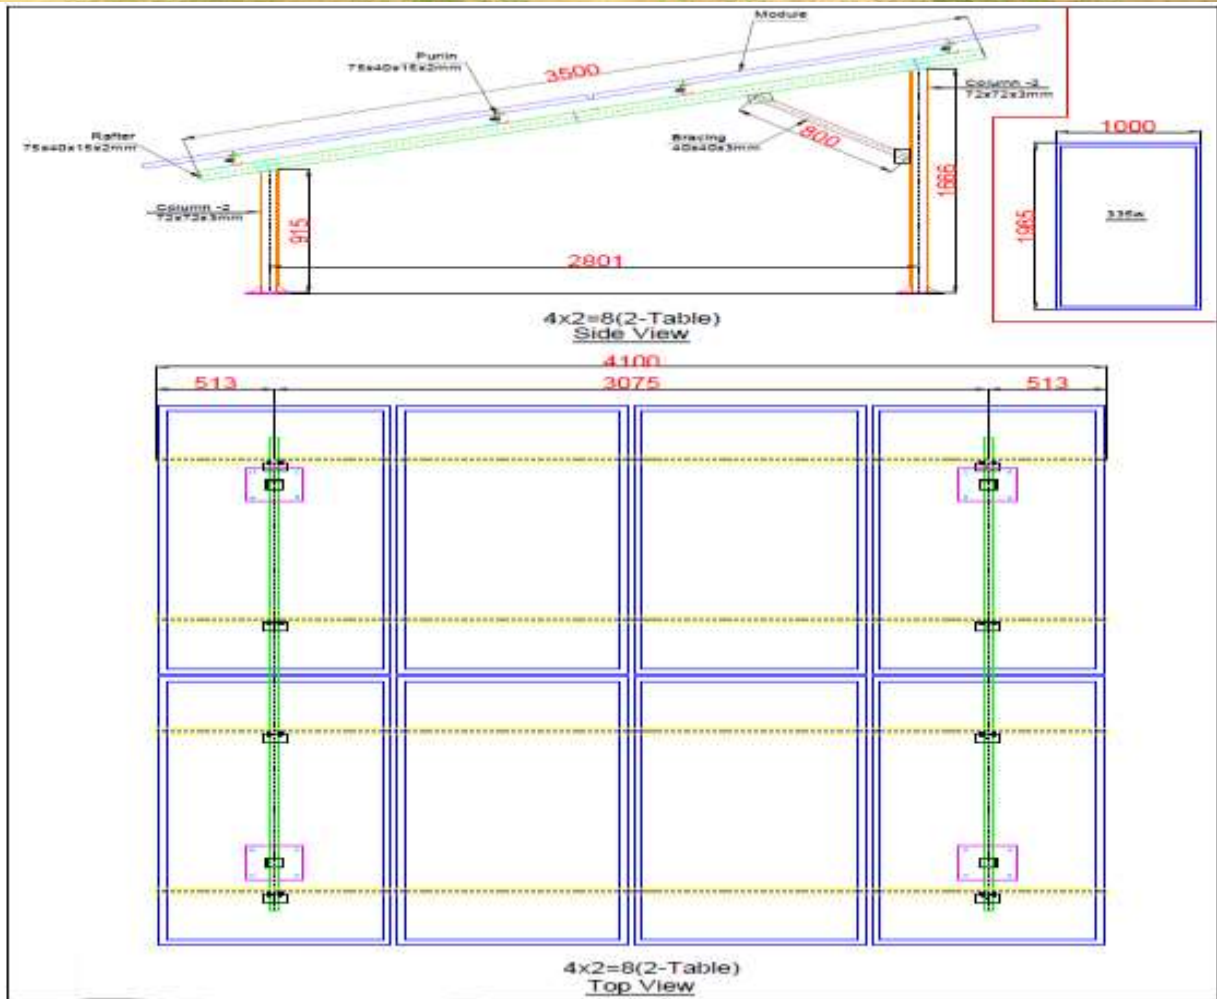 Module
Purlin
75x40x15x2mm
3500
Column -2
72x72x3mm
Rafter
75x40x15x2mm
Bracing
40x40x3mm
800
1000
1666
1965
335w
Column -2
72x72x3mm
915
2801
4x2=8(2-Table)
Side View
4100
513
3075
513
4x2=8(2-Table)
Top View